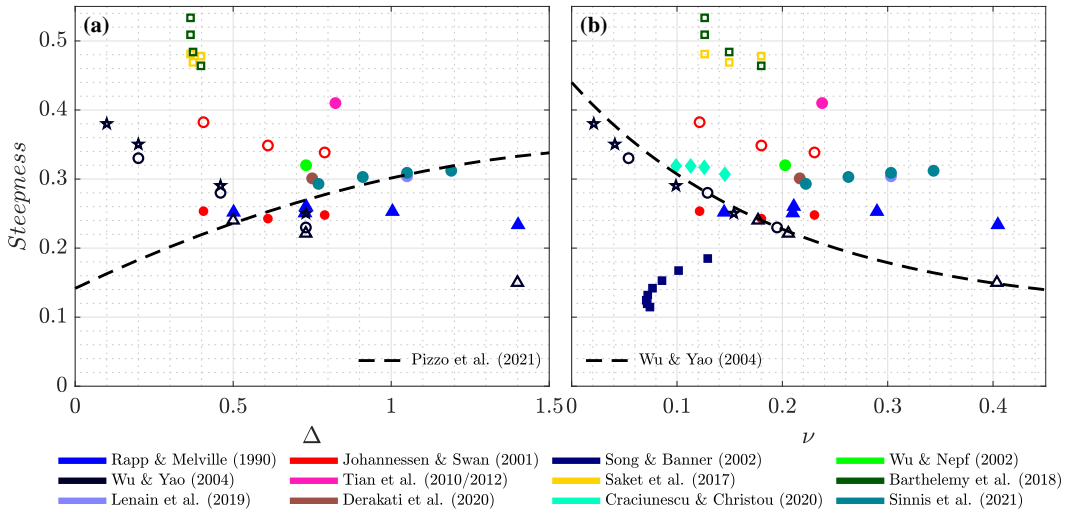 (a)
(b)
Steepness
0.5
0.4
0.3
0.2
0.1
0
Pizzo et al. (2021)
Wu & Yao (2004)
0 0.5 1 1.5
0.1 0.2 0.3 0.4
Δ
ν
Rapp & Melville (1990) Johannessen & Swan (2001) Song & Banner (2002) Wu & Nepf (2002)
Wu & Yao (2004) Tian et al. (2010/2012) Saket et al. (2017) Barthelemy et al. (2018)
Lenain et al. (2019) Derakati et al. (2020) Craciunescu & Christou (2020) Sinnis et al. (2021)